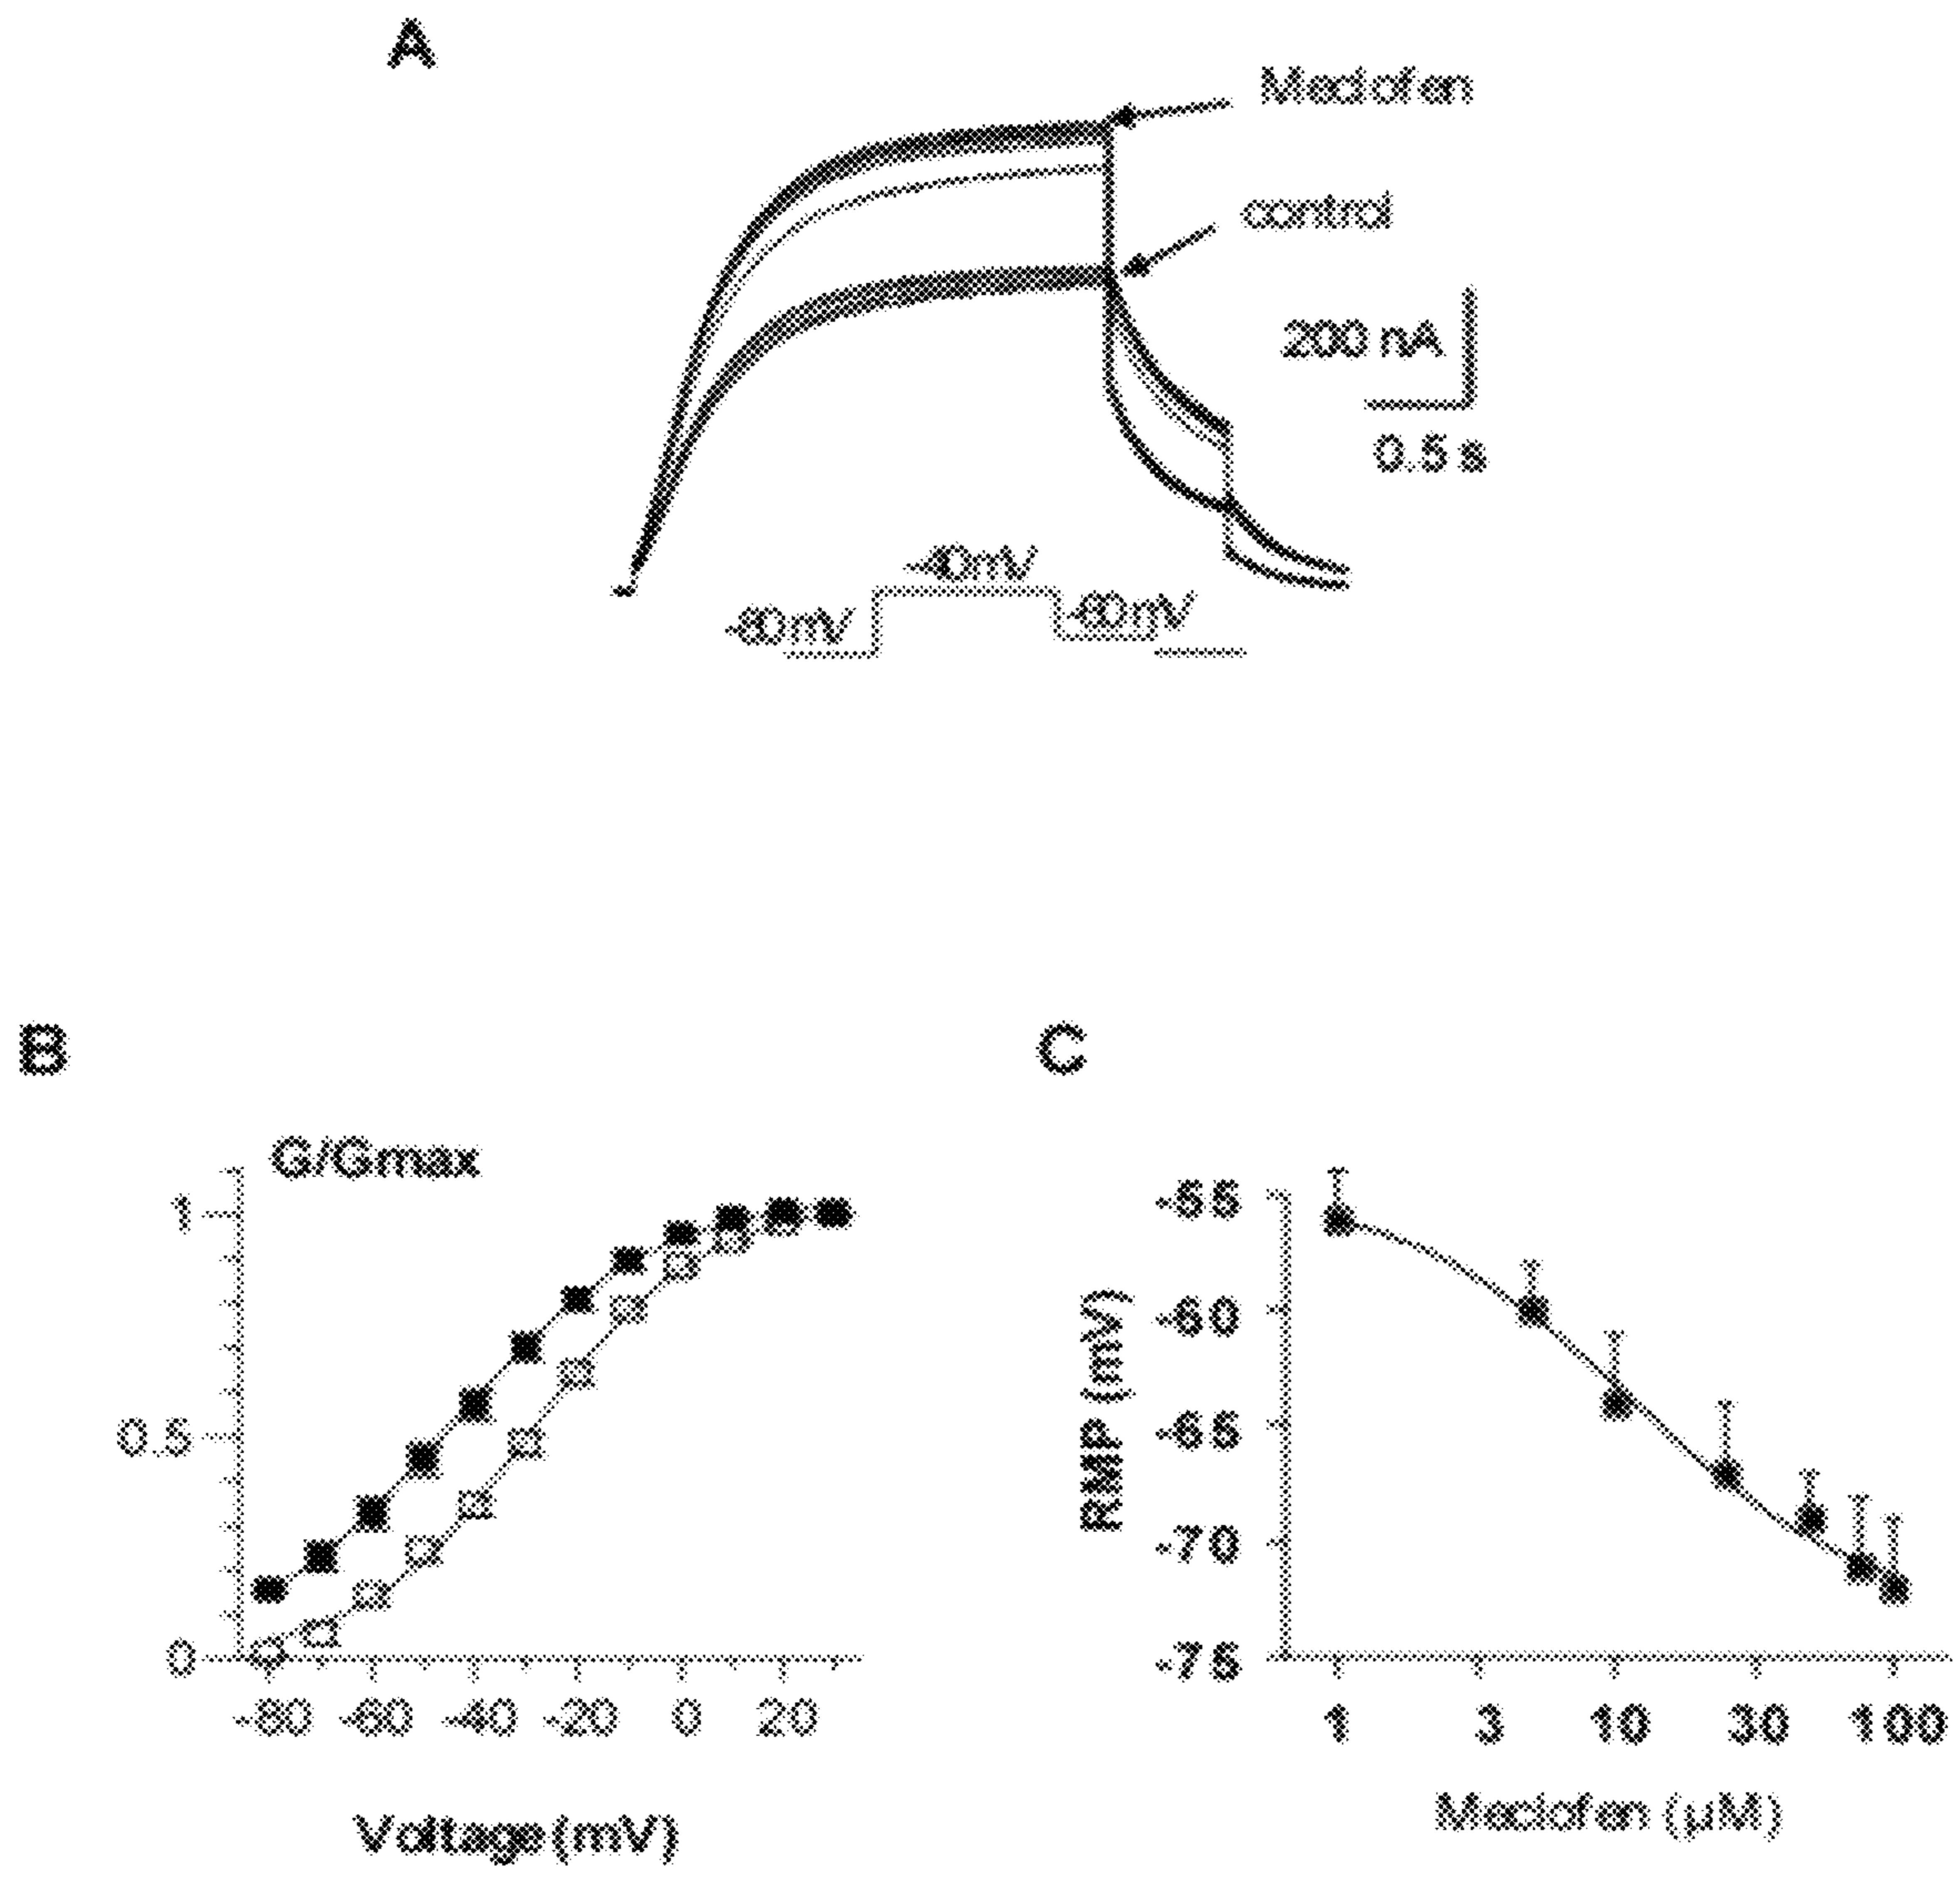 A
Meclofen
control
200 nA
0.5 s
-40mV
-80mV
-60mV
B
C
G/Gmax
1
0.5
0
-80 -60 -40 -20 0 20
Voltage (mV)
-55
-60
-65
-70
-75
RMP (mV)
1 3 10 30 100
Meclofen (µM)